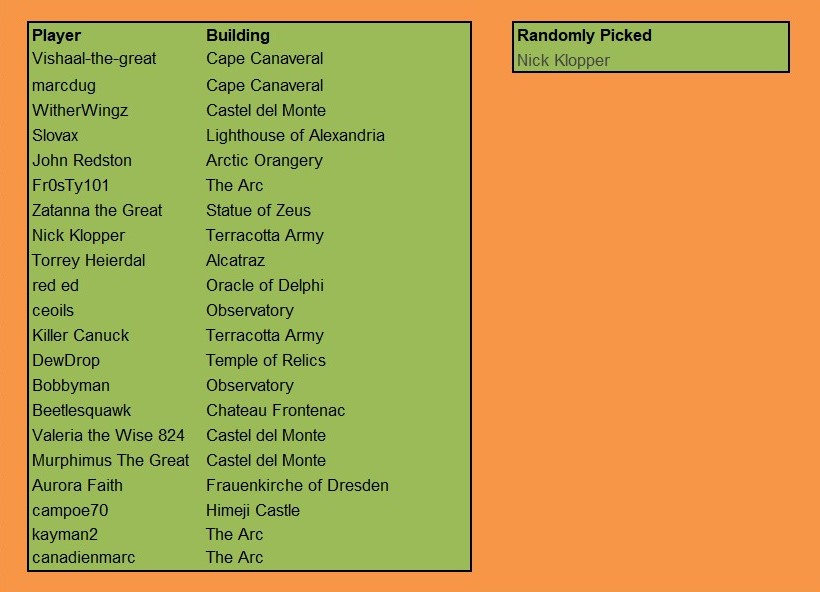 Player Building
Vishaal-the-great Cape Canaveral
marcdug Cape Canaveral
WitherWingz Castel del Monte
Slovax Lighthouse of Alexandria
John Redston Arctic Orangery
Fr0sTy101 The Arc
Zatanna the Great Statue of Zeus
Nick Klopper Terracotta Army
Torrey Heierdal Alcatraz
red ed Oracle of Delphi
ceoils Observatory
Killer Canuck Terracotta Army
DewDrop Temple of Relics
Bobbyman Observatory
Beetlesquawk Chateau Frontenac
Valeria the Wise 824 Castel del Monte
Murphimus The Great Castel del Monte
Aurora Faith Frauenkirche of Dresden
campoe70 Himeji Castle
kayman2 The Arc
canadienmarc The Arc
Randomly Picked
Nick Klopper